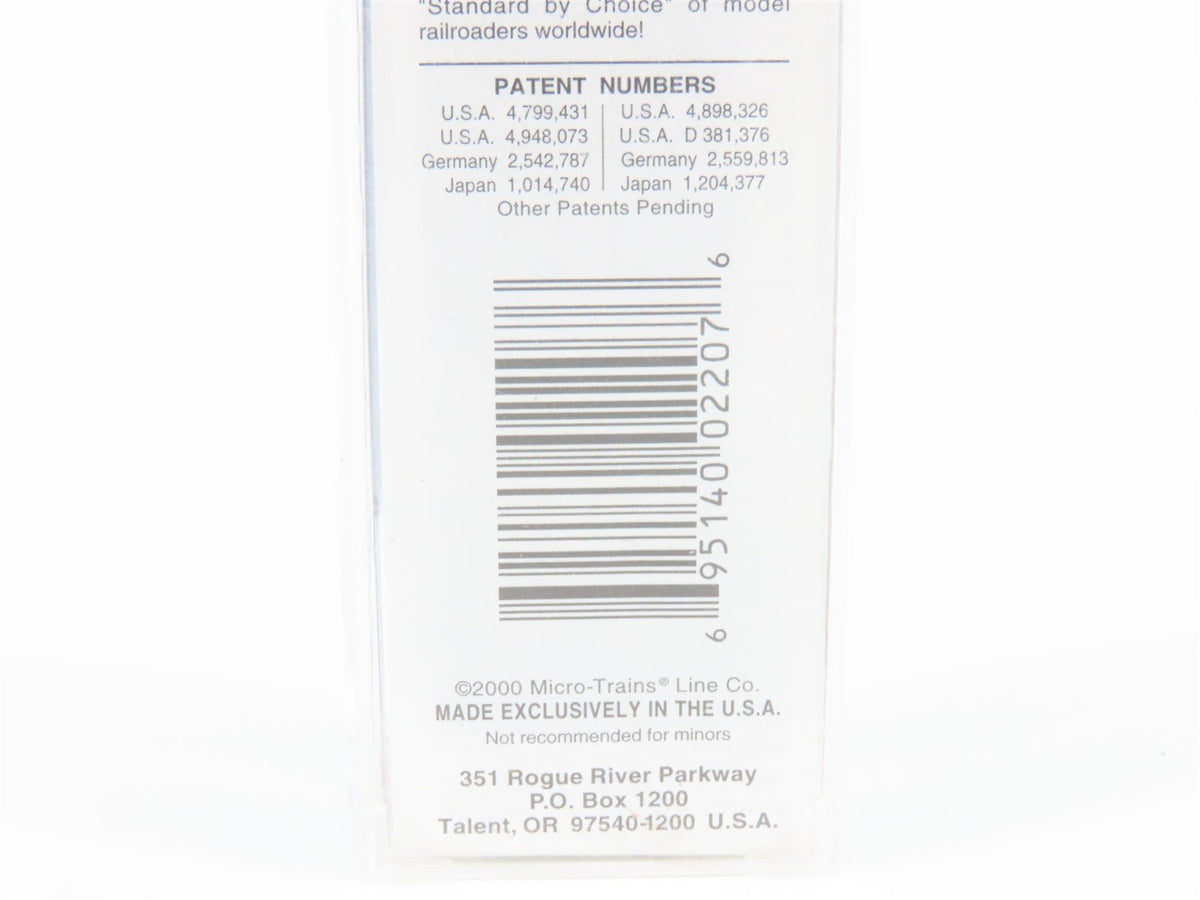 "Standard by Choice" of model
railroaders worldwide!
PATENT NUMBERS
U.S.A. 4,799,431 | U.S.A. 4,898,326
U.S.A. 4,948,073 | U.S.A. D 381,376
Germany 2,542,787 | Germany 2,559,813
Japan 1,014,740 | Japan 1,204,377
Other Patents Pending
6 95140 02207 6
©2000 Micro-Trains® Line Co.
MADE EXCLUSIVELY IN THE U.S.A.
Not recommended for minors
351 Rogue River Parkway
P.O. Box 1200
Talent, OR 97540-1200 U.S.A.